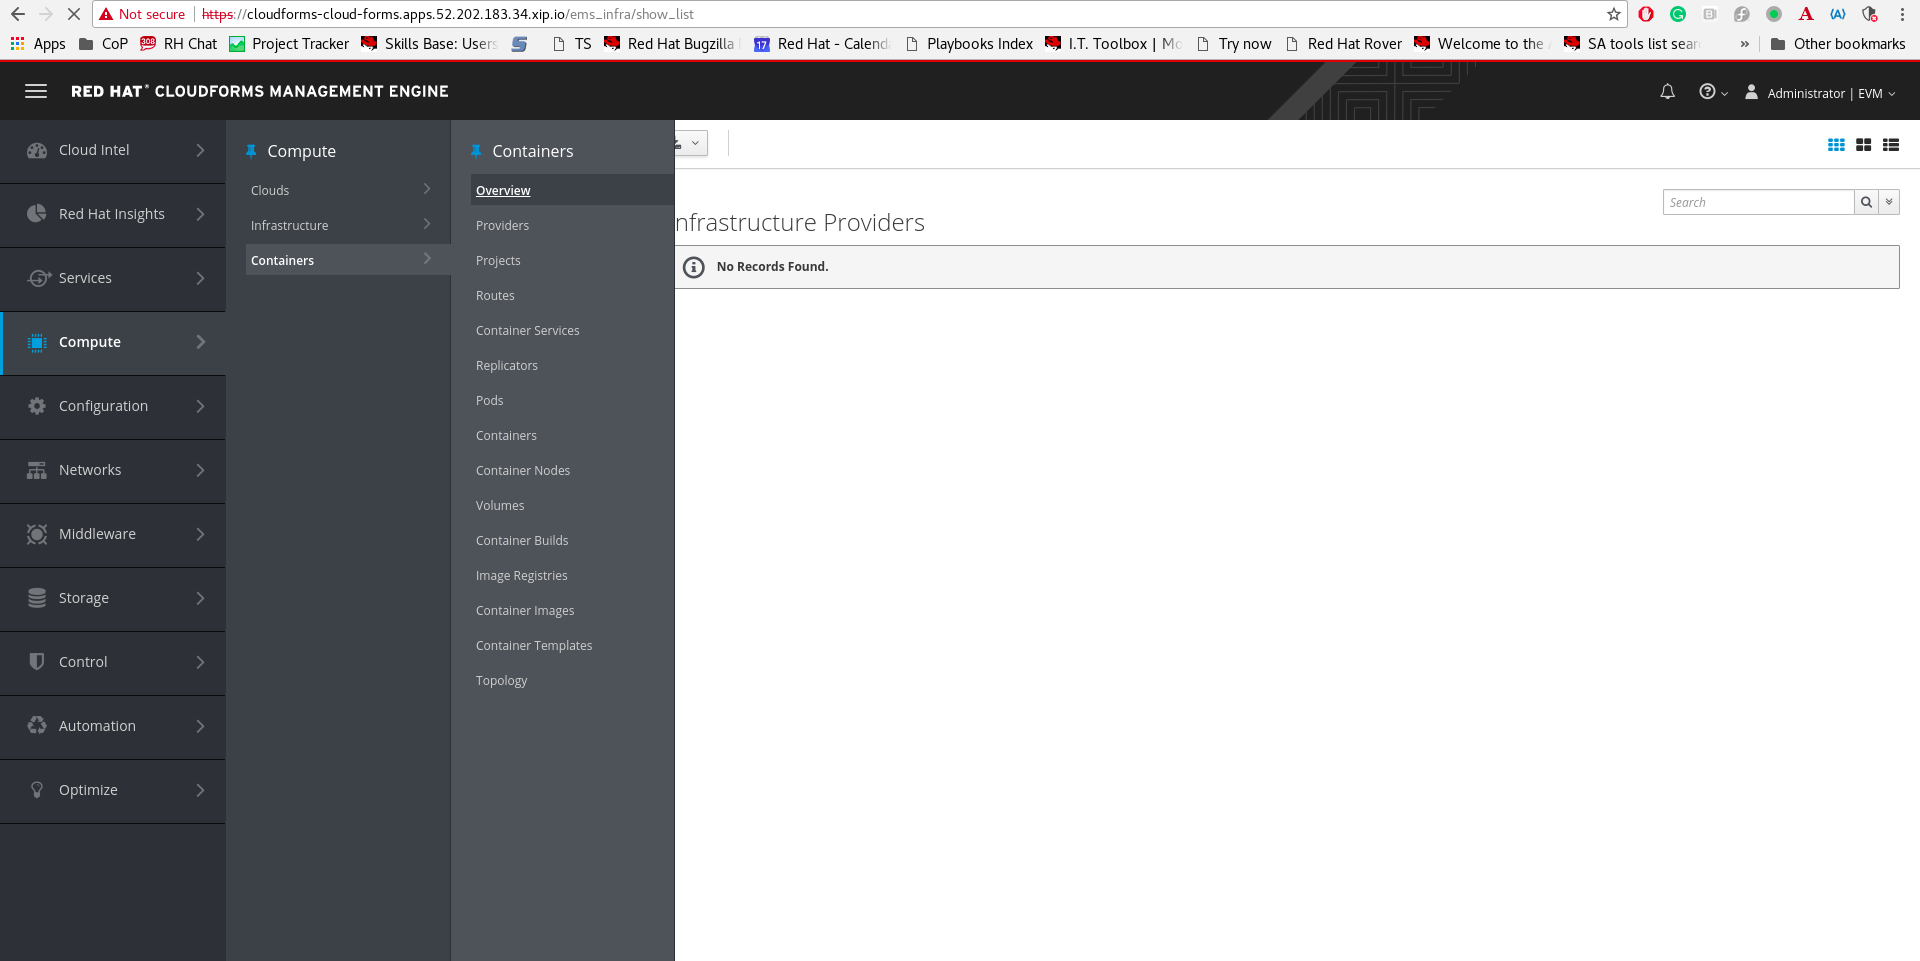 Not secure https://cloudforms-cloud-forms.apps.52.202.183.34.xip.io/ems_infra/show_list
Apps CoP RH Chat Project Tracker Skills Base: Users TS Red Hat Bugzilla Red Hat - Calend Playbooks Index I.T. Toolbox | Mo Try now Red Hat Rover Welcome to the SA tools list sear » Other bookmarks
RED HAT® CLOUDFORMS MANAGEMENT ENGINE
Administrator | EVM
Cloud Intel
Red Hat Insights
Services
Compute
Configuration
Networks
Middleware
Storage
Control
Automation
Optimize
Compute
Clouds
Infrastructure
Containers
Containers
Overview
Providers
Projects
Routes
Container Services
Replicators
Pods
Containers
Container Nodes
Volumes
Container Builds
Image Registries
Container Images
Container Templates
Topology
Search
nfrastructure Providers
No Records Found.